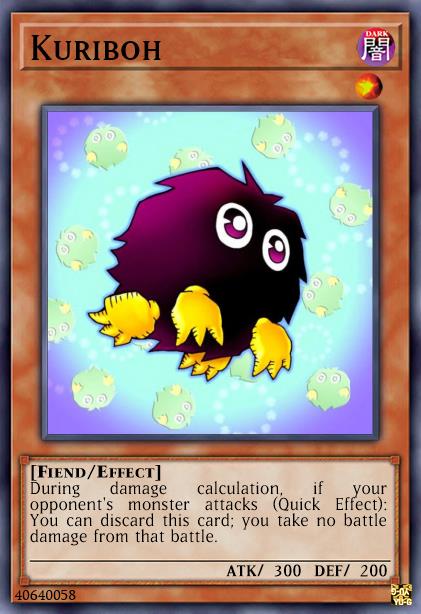 KURIBOH
DARK
闇
[FIEND/EFFECT]
During damage calculation, if your
opponent's monster attacks (Quick Effect):
You can discard this card; you take no battle
damage from that battle.
ATK/ 300 DEF/ 200
40640058